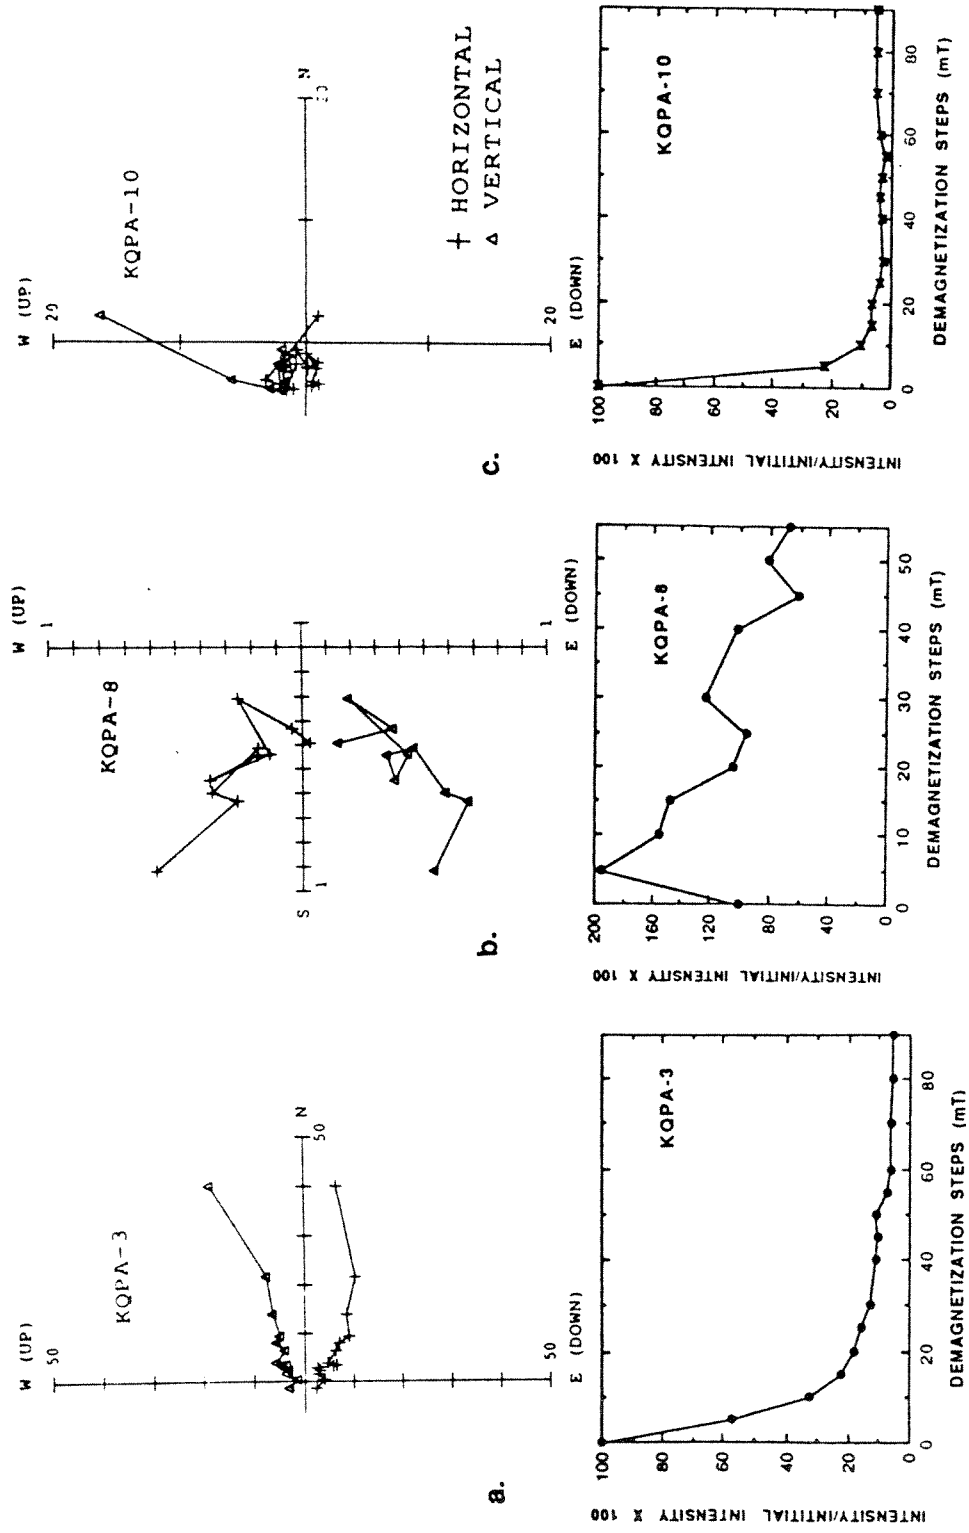 W (UP)
50
KQPA-3
N
50
E (DOWN)
50
a.
W (UP)
1
KQPA-8
S
1
E (DOWN)
1
b.
W (UP)
20
KQPA-10
N
E (DOWN)
20
c.
+ HORIZONTAL
△ VERTICAL
KQPA-3
100
80
60
40
20
0
INTENSITY/INTITIAL INTENSITY X 100
0
20
40
60
80
DEMAGNETIZATION STEPS (mT)
KQPA-8
200
160
120
80
40
0
INTENSITY/INITIAL INTENSITY X 100
0
10
20
30
40
50
DEMAGNETIZATION STEPS (mT)
KQPA-10
100
80
60
40
20
0
INTENSITY/INTITIAL INTENSITY X 100
0
20
40
60
80
DEMAGNETIZATION STEPS (mT)